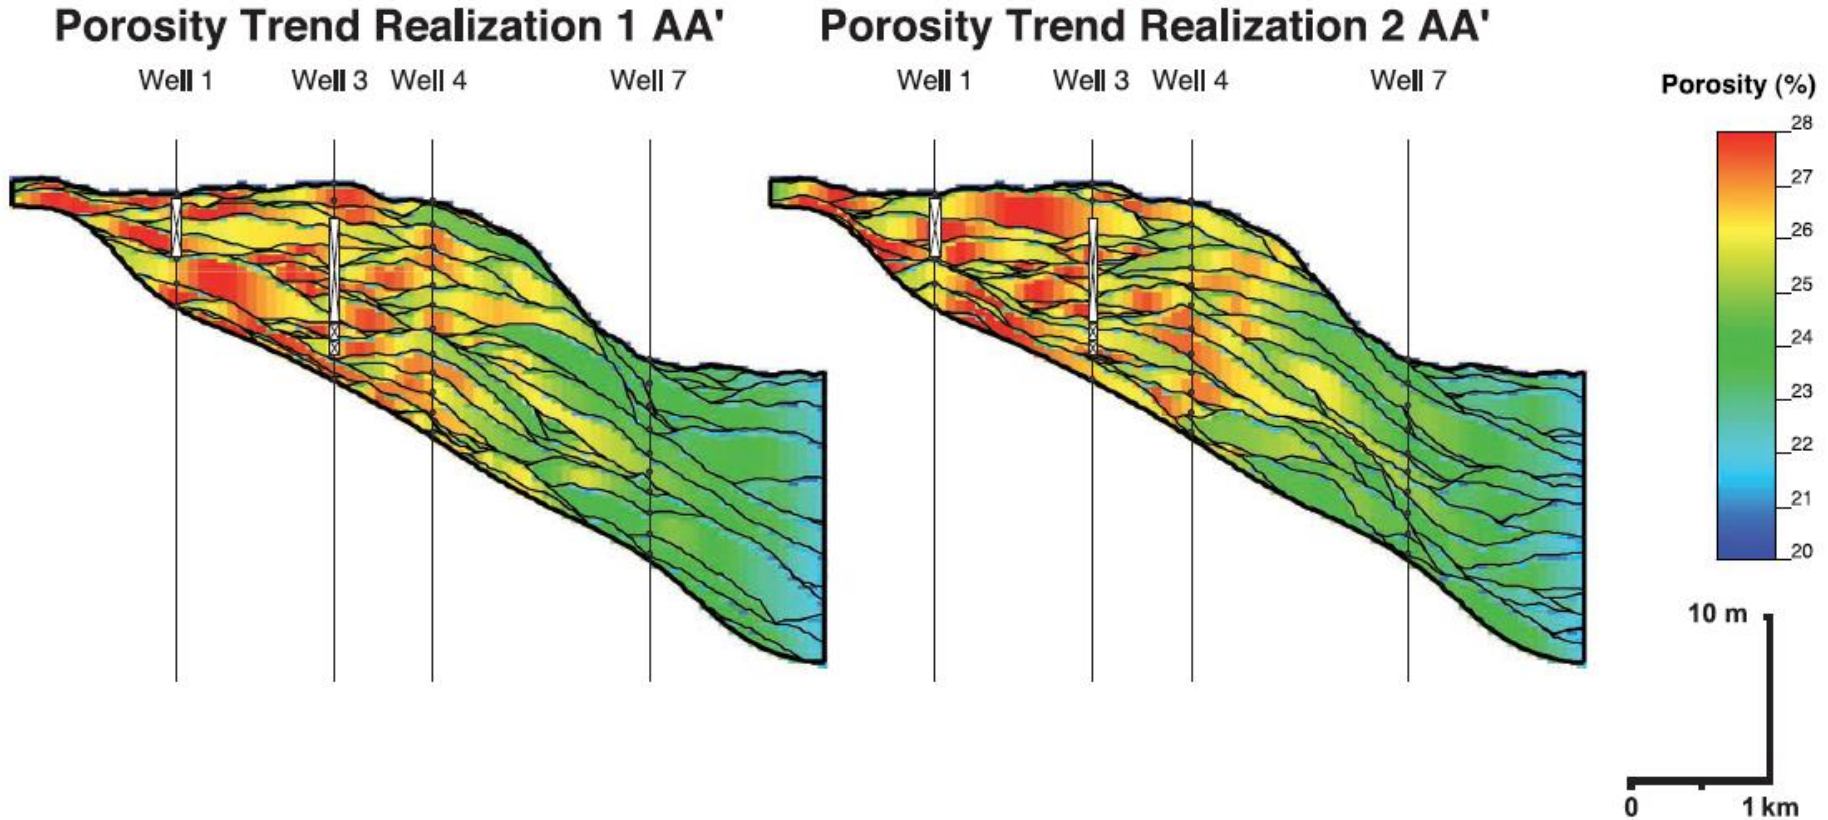 Porosity Trend Realization 1 AA'
Porosity Trend Realization 2 AA'
Well 1
Well 3
Well 4
Well 7
Well 1
Well 3
Well 4
Well 7
Porosity (%)
28
27
26
25
24
23
22
21
20
10 m
0
1 km